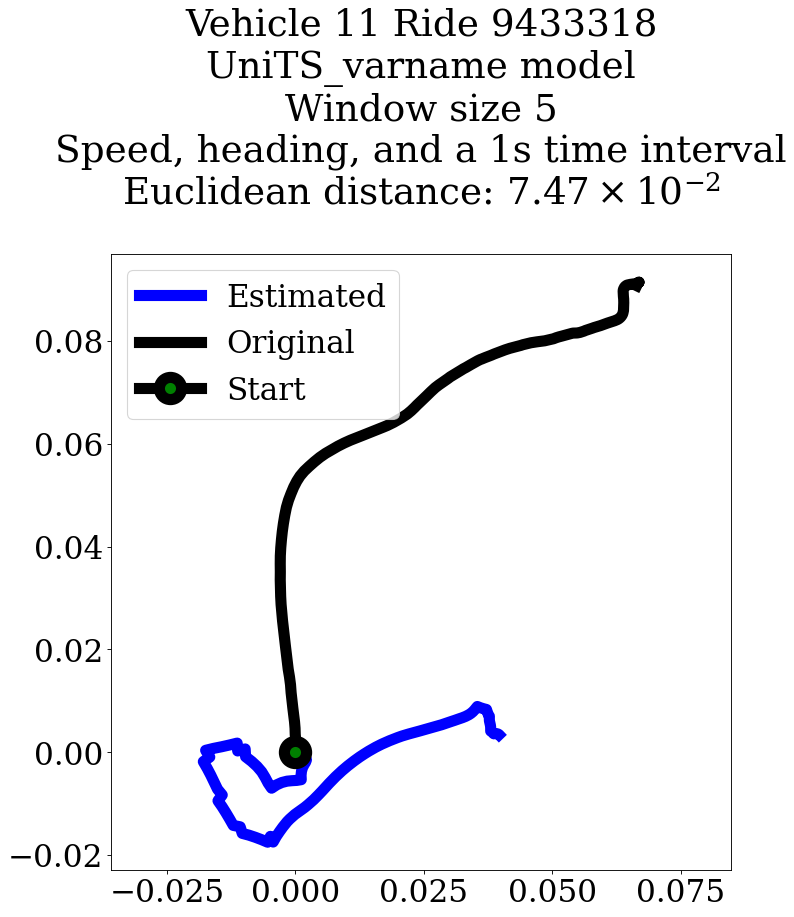 Vehicle 11 Ride 9433318
UniTS_varname model
Window size 5
Speed, heading, and a 1s time interval
Euclidean distance: 7.47 × 10⁻²
Estimated
Original
Start
0.08
0.06
0.04
0.02
0.00
−0.02
−0.025 0.000 0.025 0.050 0.075